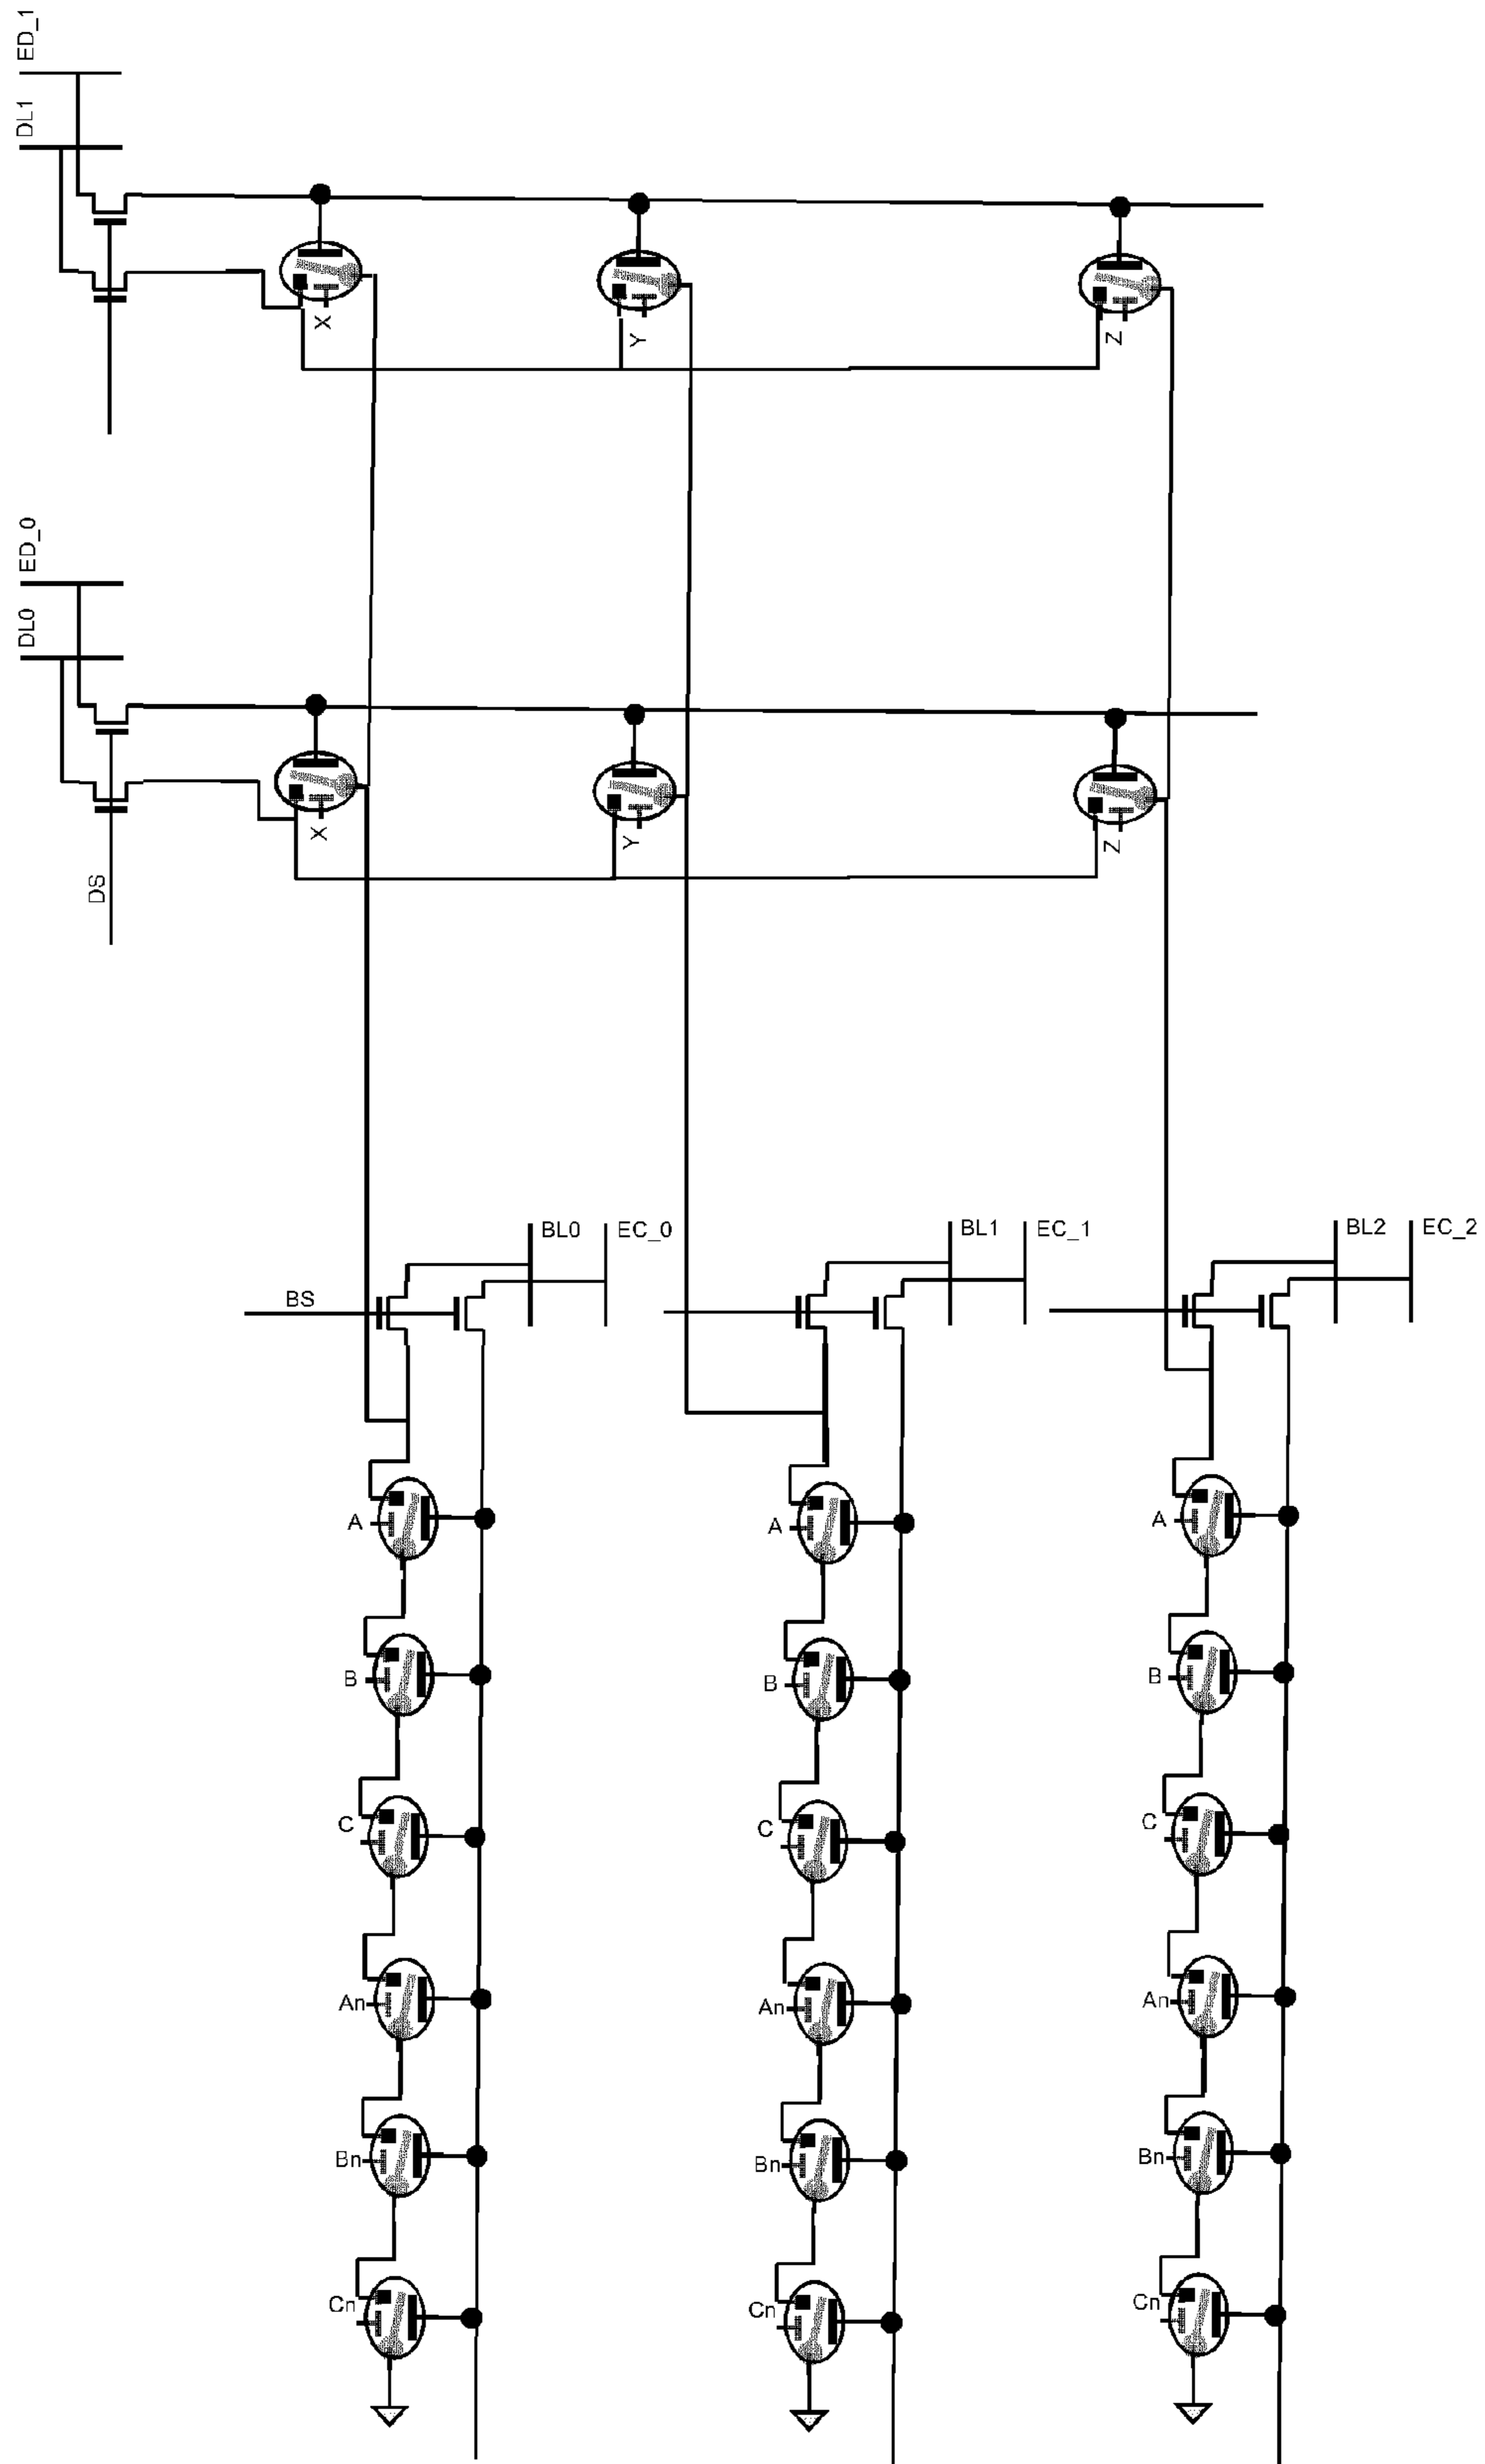 ED_1
DL1
X
Y
Z
ED_0
DL0
X
Y
Z
DS
BL0
EC_0
BL1
EC_1
BL2
EC_2
BS
A
A
A
B
B
B
C
C
C
An
An
An
Bn
Bn
Bn
Cn
Cn
Cn